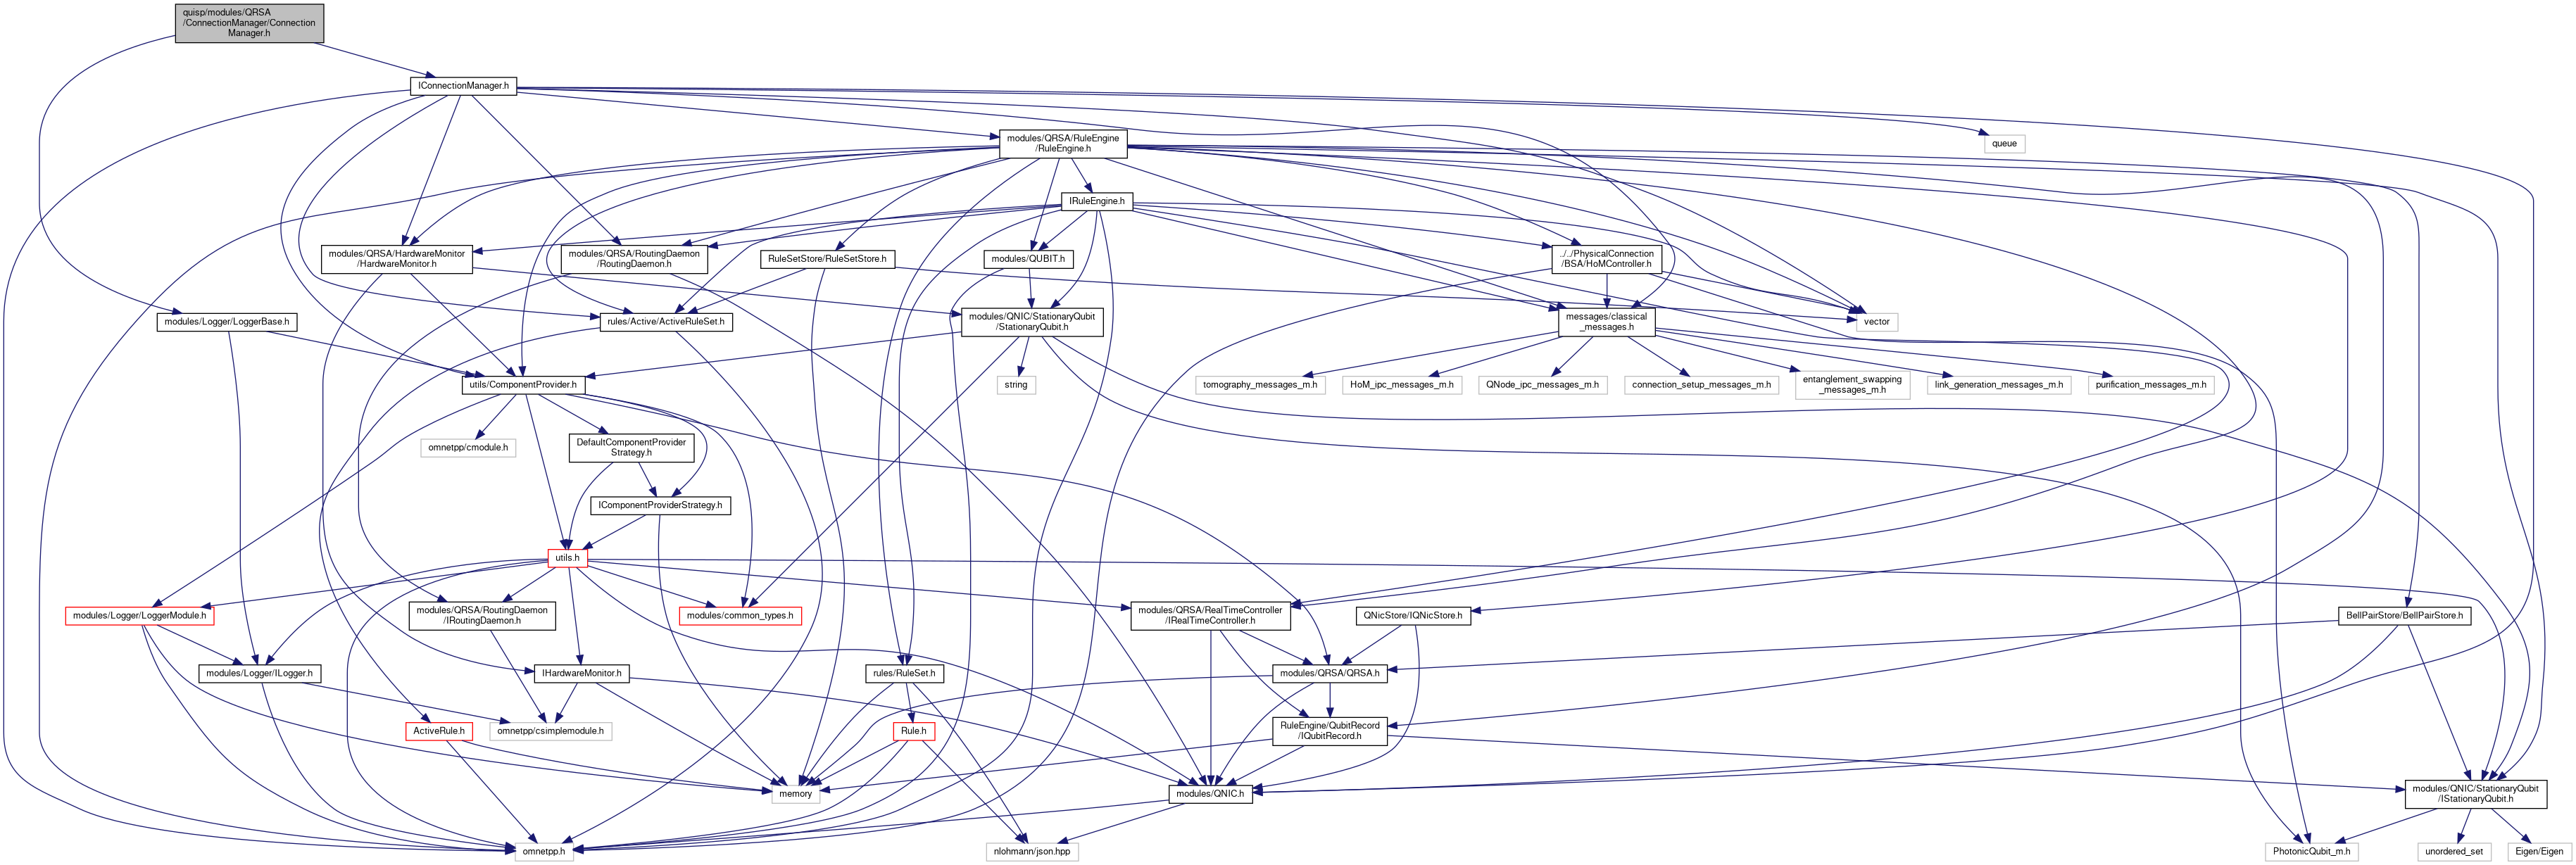 quisp/modules/QRSA
/ConnectionManager/Connection
Manager.h
IConnectionManager.h
modules/QRSA/RuleEngine
/RuleEngine.h
queue
IRuleEngine.h
modules/QRSA/HardwareMonitor
/HardwareMonitor.h
modules/QRSA/RoutingDaemon
/RoutingDaemon.h
RuleSetStore/RuleSetStore.h
modules/QUBIT.h
../../PhysicalConnection
/BSA/HoMController.h
modules/Logger/LoggerBase.h
rules/Active/ActiveRuleSet.h
modules/QNIC/StationaryQubit
/StationaryQubit.h
messages/classical
_messages.h
vector
utils/ComponentProvider.h
string
tomography_messages_m.h
HoM_ipc_messages_m.h
QNode_ipc_messages_m.h
connection_setup_messages_m.h
entanglement_swapping
_messages_m.h
link_generation_messages_m.h
purification_messages_m.h
omnetpp/cmodule.h
DefaultComponentProvider
Strategy.h
IComponentProviderStrategy.h
utils.h
modules/Logger/LoggerModule.h
modules/QRSA/RoutingDaemon
/IRoutingDaemon.h
modules/common_types.h
modules/QRSA/RealTimeController
/IRealTimeController.h
QNicStore/IQNicStore.h
BellPairStore/BellPairStore.h
modules/Logger/ILogger.h
IHardwareMonitor.h
rules/RuleSet.h
modules/QRSA/QRSA.h
ActiveRule.h
omnetpp/csimplemodule.h
Rule.h
RuleEngine/QubitRecord
/IQubitRecord.h
memory
modules/QNIC.h
modules/QNIC/StationaryQubit
/IStationaryQubit.h
omnetpp.h
nlohmann/json.hpp
PhotonicQubit_m.h
unordered_set
Eigen/Eigen